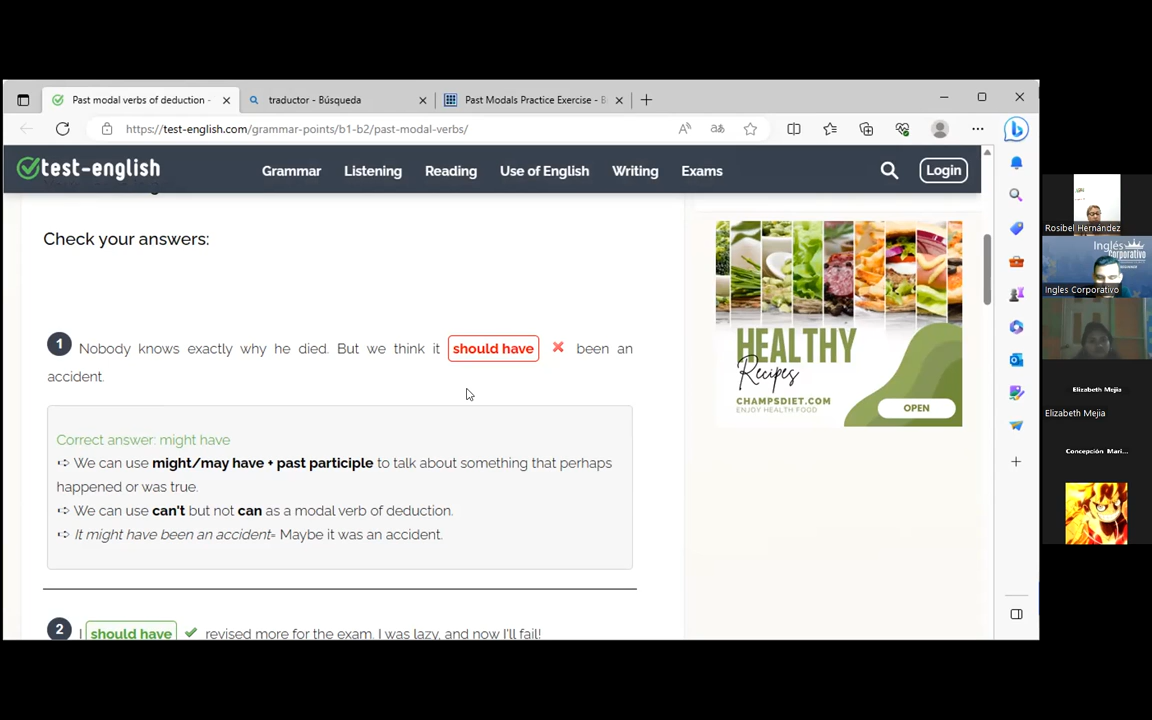 Past modal verbs of deduction -
traductor - Búsqueda
Past Modals Practice Exercise - B
https://test-english.com/grammar-points/b1-b2/past-modal-verbs/
test-english
Grammar
Listening
Reading
Use of English
Writing
Exams
Login
Check your answers:
1 Nobody knows exactly why he died. But we think it should have been an
accident.
Correct answer: might have
➪ We can use might/may have + past participle to talk about something that perhaps
happened or was true.
➪ We can use can't but not can as a modal verb of deduction.
➪ It might have been an accident= Maybe it was an accident.
2 I should have revised more for the exam. I was lazy, and now I'll fail!
HEALTHY
Recipes
CHAMPSDIET.COM
ENJOY HEALTH FOOD
OPEN
Rosibel Hernández
Inglés
Corporativo
Ingles Corporativo
Elizabeth Mejia
Elizabeth Mejia
Concepción Mari...